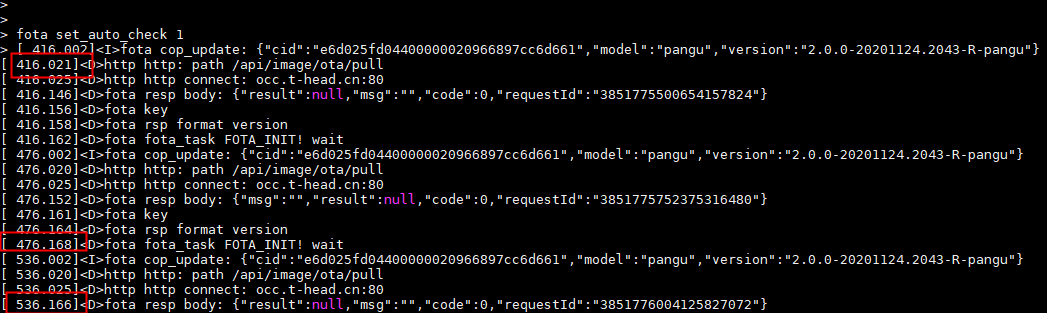 >
>
> fota set_auto_check 1
> [ 416.002]<I>fota cop_update: {"cid":"e6d025fd04400000020966897cc6d661","model":"pangu","version":"2.0.0-20201124.2043-R-pangu"}
[ 416.021]<D>http http: path /api/image/ota/pull
[ 416.025]<D>http http connect: occ.t-head.cn:80
[ 416.146]<D>fota resp body: {"result":null,"msg":"","code":0,"requestId":"3851775500654157824"}
[ 416.156]<D>fota key
[ 416.158]<D>fota rsp format version
[ 416.162]<D>fota fota_task FOTA_INIT! wait
[ 476.002]<I>fota cop_update: {"cid":"e6d025fd04400000020966897cc6d661","model":"pangu","version":"2.0.0-20201124.2043-R-pangu"}
[ 476.020]<D>http http: path /api/image/ota/pull
[ 476.025]<D>http http connect: occ.t-head.cn:80
[ 476.152]<D>fota resp body: {"msg":"","result":null,"code":0,"requestId":"3851775752375316480"}
[ 476.161]<D>fota key
[ 476.164]<D>fota rsp format version
[ 476.168]<D>fota fota_task FOTA_INIT! wait
[ 536.002]<I>fota cop_update: {"cid":"e6d025fd04400000020966897cc6d661","model":"pangu","version":"2.0.0-20201124.2043-R-pangu"}
[ 536.020]<D>http http: path /api/image/ota/pull
[ 536.025]<D>http http connect: occ.t-head.cn:80
[ 536.166]<D>fota resp body: {"result":null,"msg":"","code":0,"requestId":"3851776004125827072"}